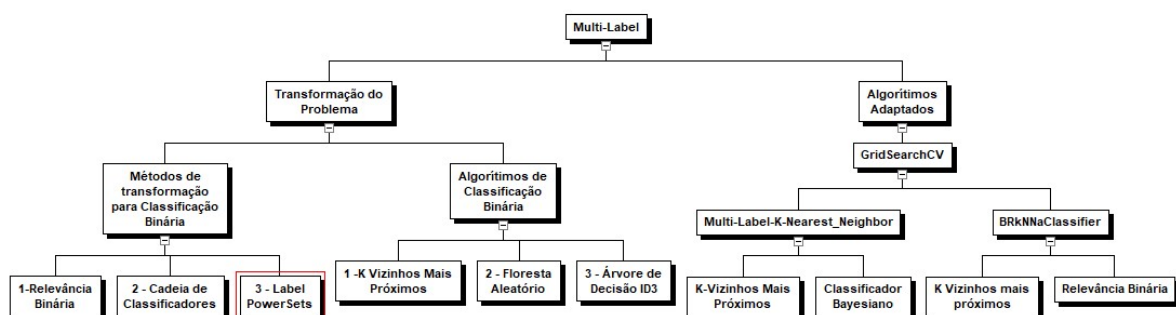 Multi-Label
Transformação do
Problema
Algorítimos
Adaptados
GridSearchCV
Métodos de
transformação
para Classificação
Binária
Algorítimos de
Classificação
Binária
Multi-Label-K-Nearest_Neighbor
BRkNNaClassifier
1-Relevância
Binária
2 - Cadeia de
Classificadores
3 - Label
PowerSets
1 -K Vizinhos Mais
Próximos
2 - Floresta
Aleatório
3 - Árvore de
Decisão ID3
K-Vizinhos Mais
Próximos
Classificador
Bayesiano
K Vizinhos mais
próximos
Relevância Binária